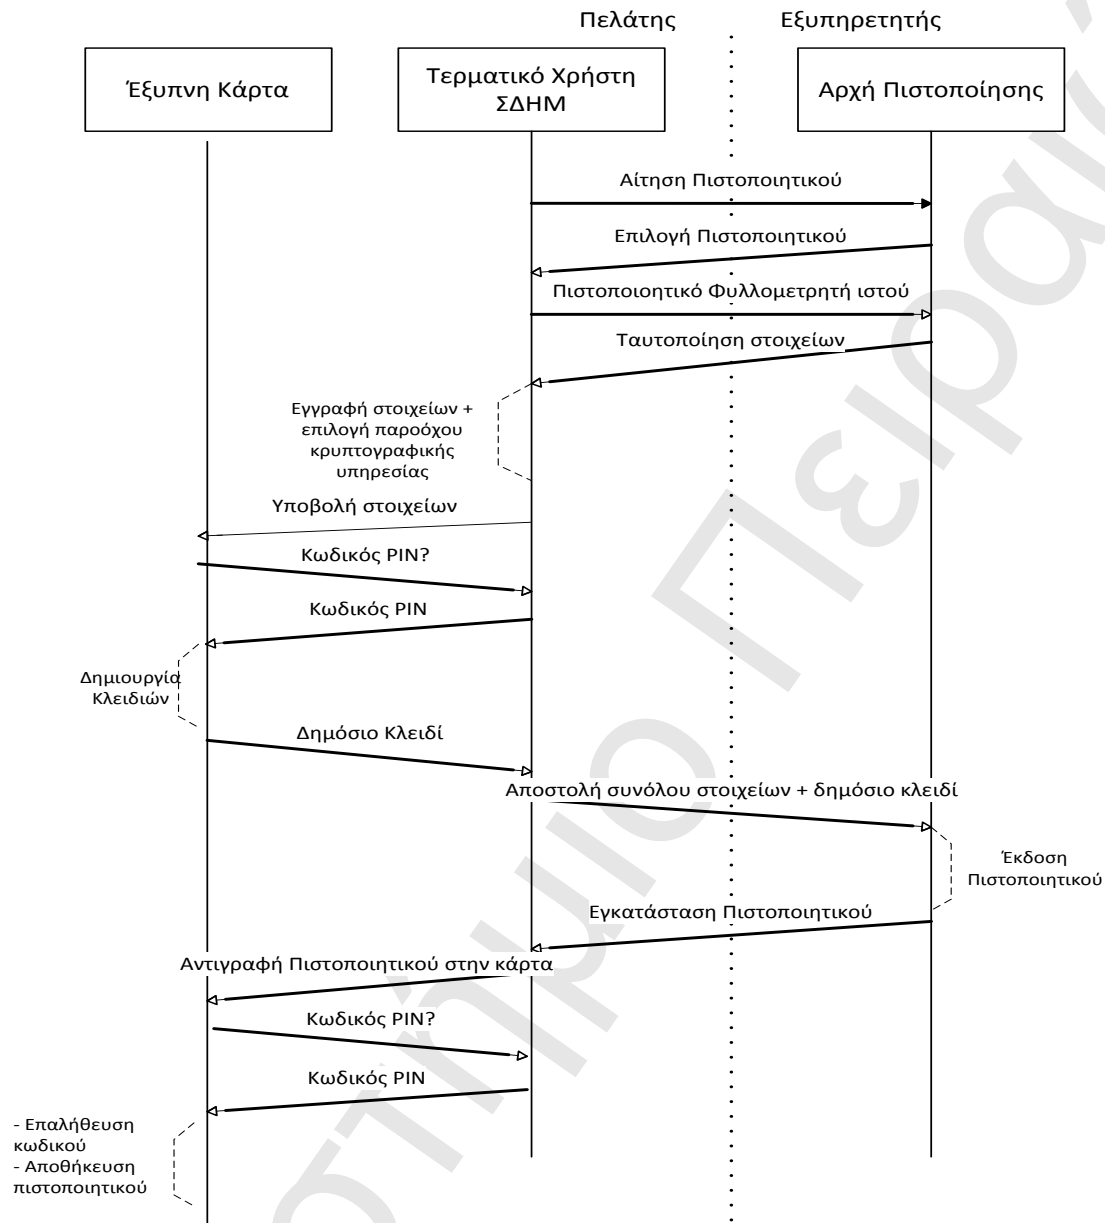 Πελάτης
Εξυπηρετητής
Έξυπνη Κάρτα
Τερματικό Χρήστη
ΣΔΗΜ
Αρχή Πιστοποίησης
Αίτηση Πιστοποιητικού
Επιλογή Πιστοποιητικού
Πιστοποιοητικό Φυλλομετρητή ιστού
Ταυτοποίηση στοιχείων
Εγγραφή στοιχείων +
επιλογή παροόχου
κρυπτογραφικής
υπηρεσίας
Υποβολή στοιχείων
Κωδικός PIN?
Κωδικός PIN
Δημιουργία
Κλειδιών
Δημόσιο Κλειδί
Αποστολή συνόλου στοιχείων + δημόσιο κλειδί
Έκδοση
Πιστοποιητικού
Εγκατάσταση Πιστοποιητικού
Αντιγραφή Πιστοποιητικού στην κάρτα
Κωδικός PIN?
Κωδικός PIN
- Επαλήθευση
κωδικού
- Αποθήκευση
πιστοποιητικού